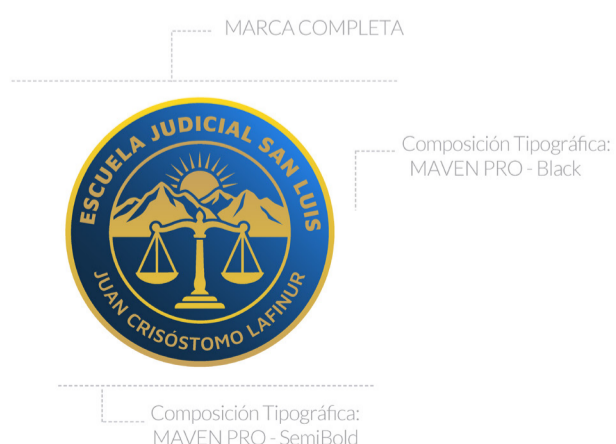 MARCA COMPLETA
ESCUELA JUDICIAL SAN LUIS
JUAN CRISÓSTOMO LAFINUR
Composición Tipográfica:
MAVEN PRO - Black
Composición Tipográfica:
MAVEN PRO - SemiBold